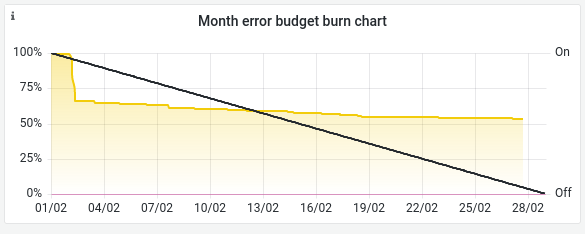 i
Month error budget burn chart
100% On
75%
50%
25%
0% Off
01/02 04/02 07/02 10/02 13/02 16/02 19/02 22/02 25/02 28/02